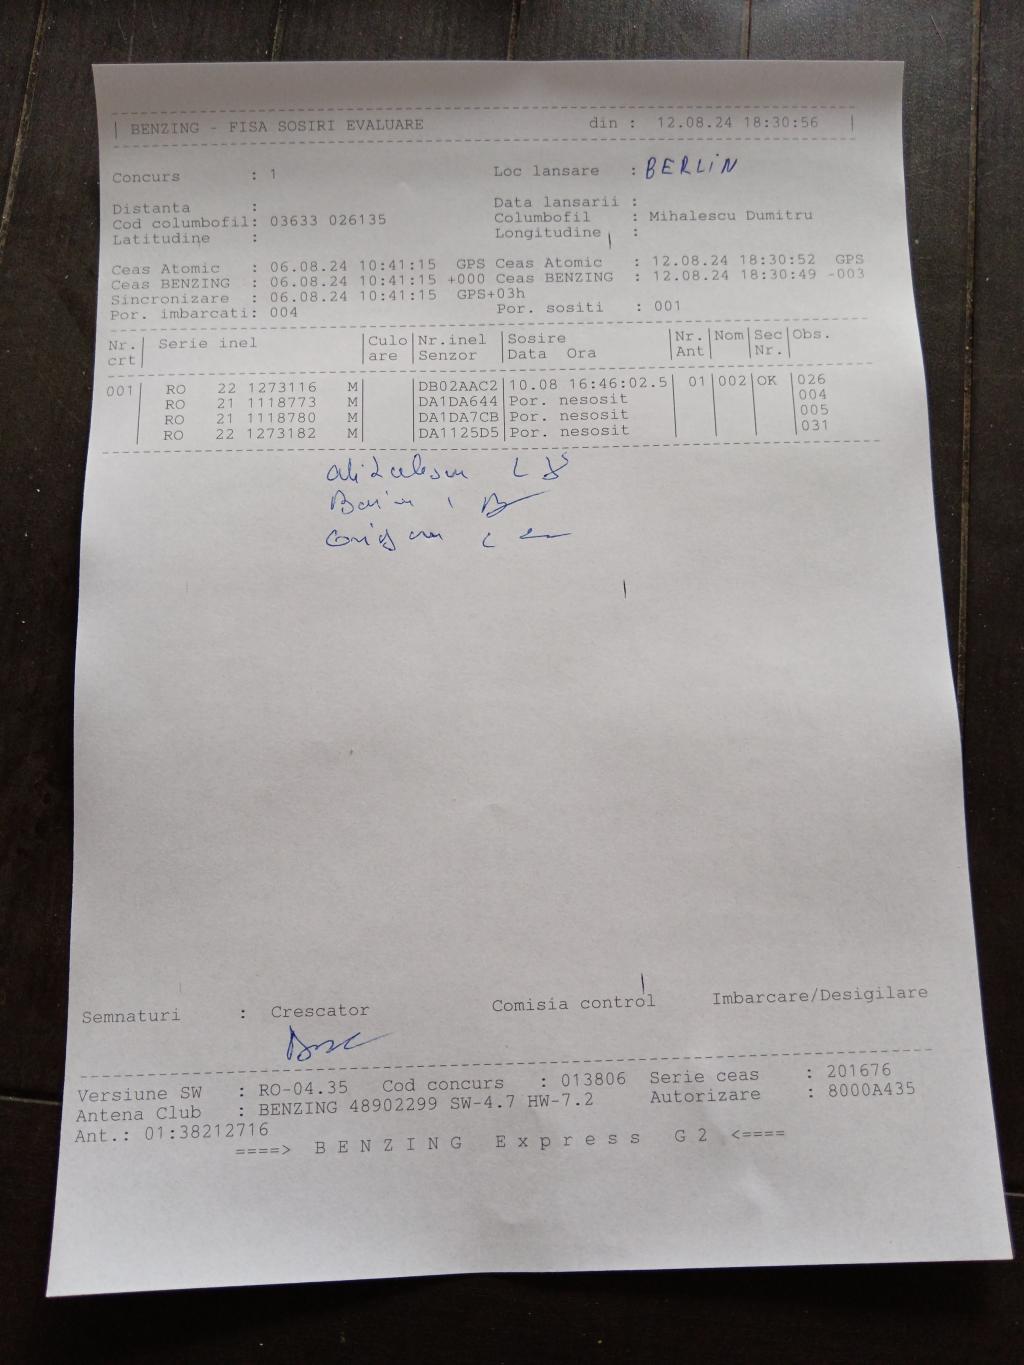 BENZING - FISA SOSIRI EVALUARE din : 12.08.24 18:30:56
Concurs : 1 Loc lansare : BERLIN
Distanta : Data lansarii :
Cod columbofil: 03633 026135 Columbofil : Mihalescu Dumitru
Latitudine : Longitudine :
Ceas Atomic : 06.08.24 10:41:15 GPS Ceas Atomic : 12.08.24 18:30:52 GPS
Ceas BENZING : 06.08.24 10:41:15 +000 Ceas BENZING : 12.08.24 18:30:49 -003
Sincronizare : 06.08.24 10:41:15 GPS+03h
Por. imbarcati: 004 Por. sositi : 001
Nr. | Serie inel |Culo|Nr.inel |Sosire |Nr.|Nom|Sec|Obs.
crt| |are |Senzor |Data Ora |Ant| |Nr.|
001| RO 22 1273116 M| |DB02AAC2|10.08 16:46:02.5| 01|002|OK |026
RO 21 1118773 M| |DA1DA644|Por. nesosit | | | |004
RO 21 1118780 M| |DA1DA7CB|Por. nesosit | | | |005
RO 22 1273182 M| |DA1125D5|Por. nesosit | | | |031
Semnaturi : Crescator Comisia control Imbarcare/Desigilare
Versiune SW : RO-04.35 Cod concurs : 013806 Serie ceas : 201676
Antena Club : BENZING 48902299 SW-4.7 HW-7.2 Autorizare : 8000A435
Ant.: 01:38212716
====> BENZING Express G2 <====